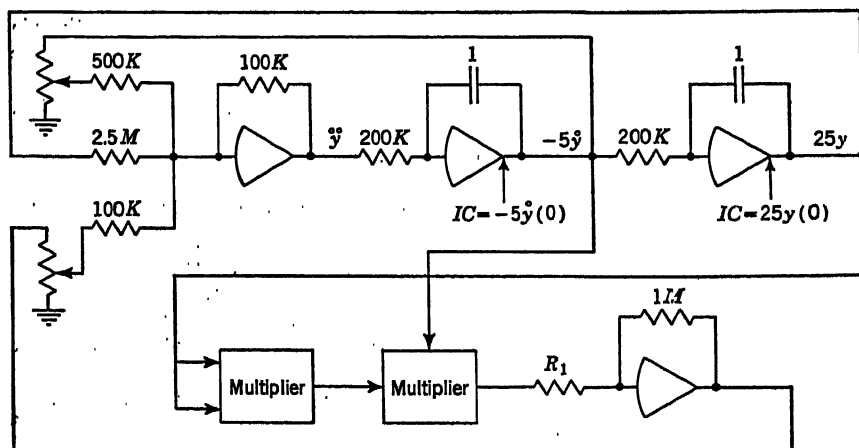 500K
100K
1
1
ÿ
200K
-5ẏ
200K
25y
2.5M
IC=-5ẏ(0)
IC=25y(0)
100K
1M
R₁
Multiplier
Multiplier